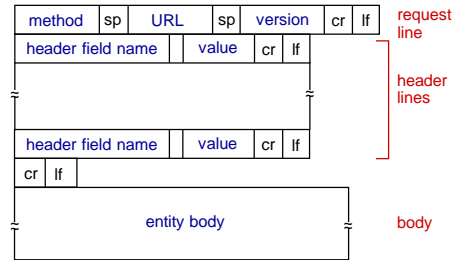 method sp URL sp version cr lf request line
header field name value cr lf
header lines
header field name value cr lf
cr lf
entity body body